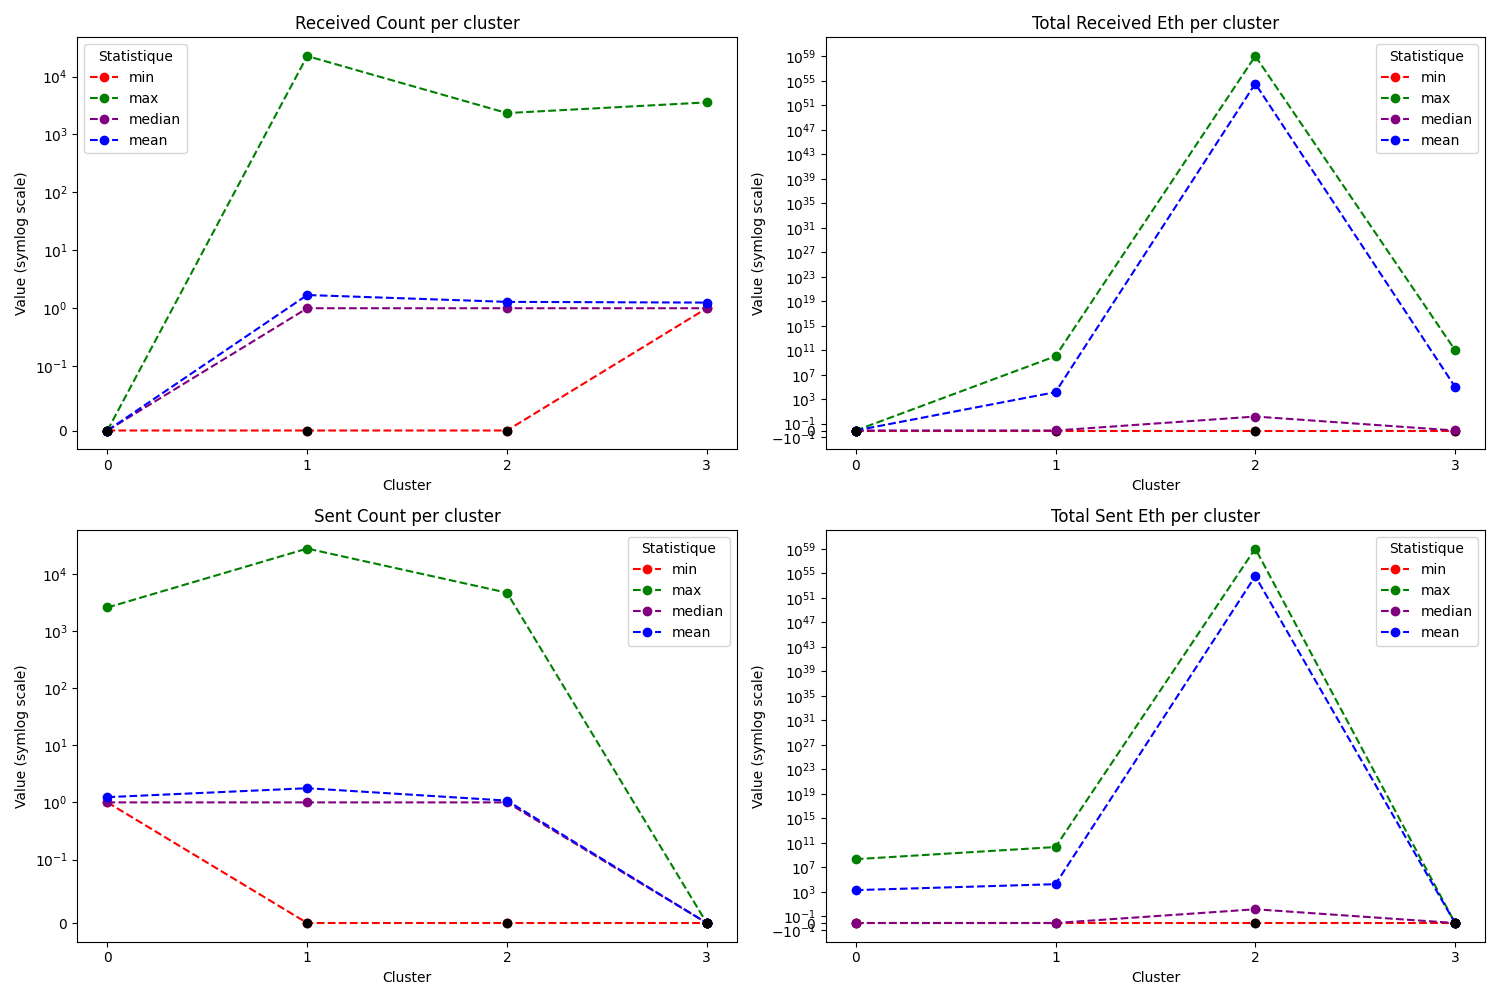 Received Count per cluster
Statistique
min
max
median
mean
10^4
10^3
10^2
10^1
10^0
10^-1
0
Value (symlog scale)
0 1 2 3
Cluster
Total Received Eth per cluster
Statistique
min
max
median
mean
10^59
10^55
10^51
10^47
10^43
10^39
10^35
10^31
10^27
10^23
10^19
10^15
10^11
10^7
10^3
10^-1
0
−10^-1
Value (symlog scale)
0 1 2 3
Cluster
Sent Count per cluster
Statistique
min
max
median
mean
10^4
10^3
10^2
10^1
10^0
10^-1
0
Value (symlog scale)
0 1 2 3
Cluster
Total Sent Eth per cluster
Statistique
min
max
median
mean
10^59
10^55
10^51
10^47
10^43
10^39
10^35
10^31
10^27
10^23
10^19
10^15
10^11
10^7
10^3
10^-1
0
−10^-1
Value (symlog scale)
0 1 2 3
Cluster